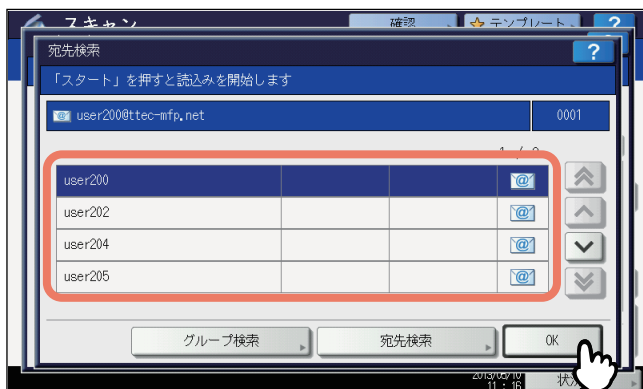 スキャン
確認
テンプレート
?
宛先検索
?
「スタート」を押すと読込みを開始します
user200@ttec-mfp.net
0001
user200
user202
user204
user205
グループ検索
宛先検索
OK
2013/05/10
11:16